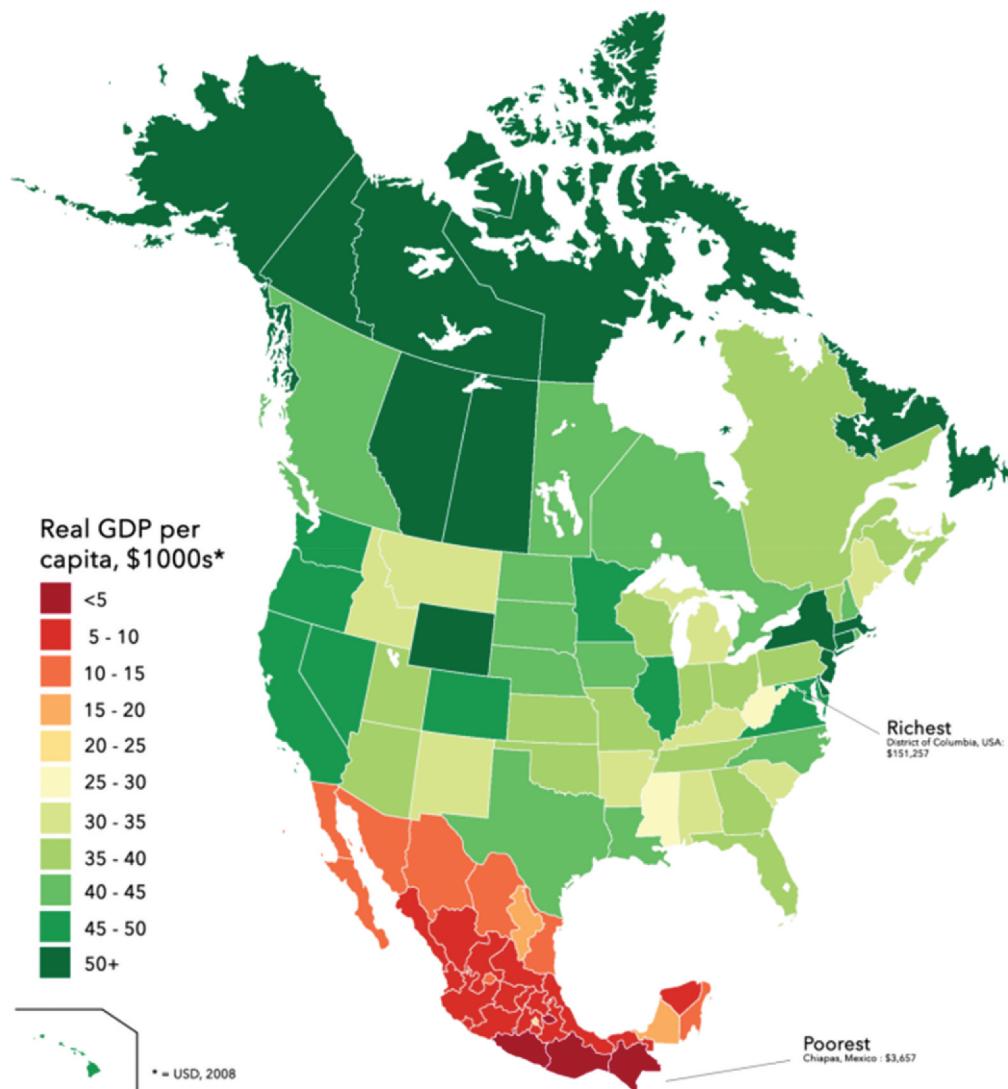 Real GDP per
capita, $1000s*
<5
5 - 10
10 - 15
15 - 20
20 - 25
25 - 30
30 - 35
35 - 40
40 - 45
45 - 50
50+
* = USD, 2008
Richest
District of Columbia, USA:
$151,257
Poorest
Chiapas, Mexico : $3,657